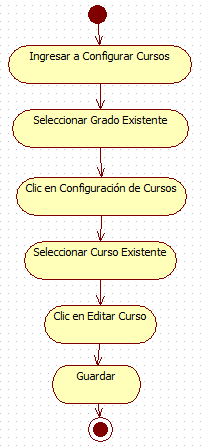 Ingresar a Configurar Cursos
Seleccionar Grado Existente
Clic en Configuración de Cursos
Seleccionar Curso Existente
Clic en Editar Curso
Guardar